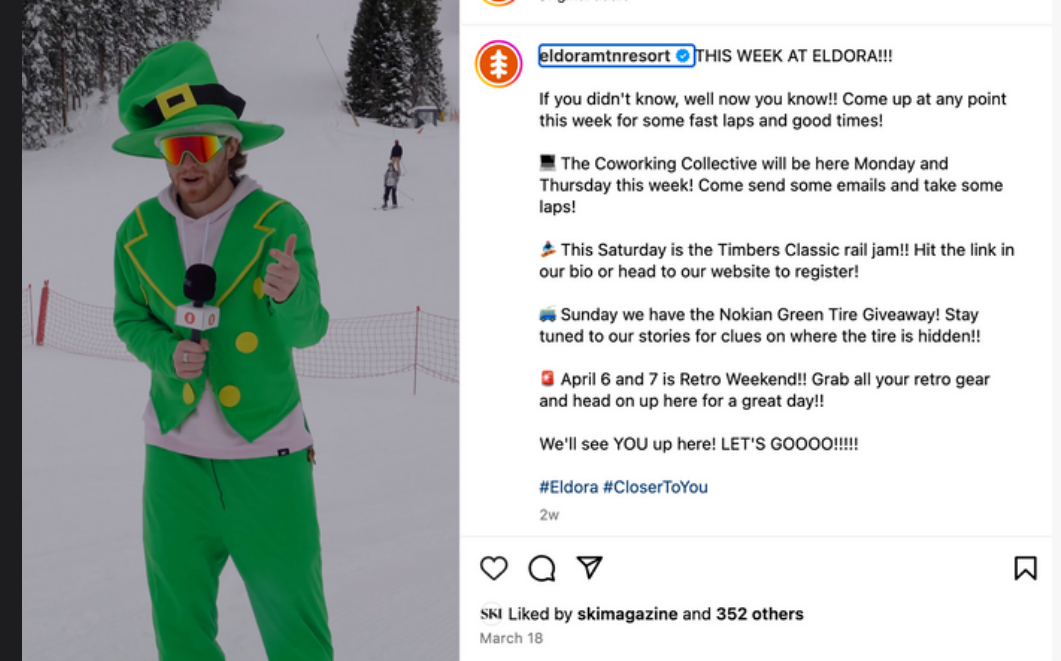 eldoramtnresort THIS WEEK AT ELDORA!!!
If you didn't know, well now you know!! Come up at any point
this week for some fast laps and good times!
💻 The Coworking Collective will be here Monday and
Thursday this week! Come send some emails and take some
laps!
🏂 This Saturday is the Timbers Classic rail jam!! Hit the link in
our bio or head to our website to register!
🚙 Sunday we have the Nokian Green Tire Giveaway! Stay
tuned to our stories for clues on where the tire is hidden!!
🚨 April 6 and 7 is Retro Weekend!! Grab all your retro gear
and head on up here for a great day!!
We'll see YOU up here! LET'S GOOOO!!!!!
#Eldora #CloserToYou
2w
SKI Liked by skimagazine and 352 others
March 18